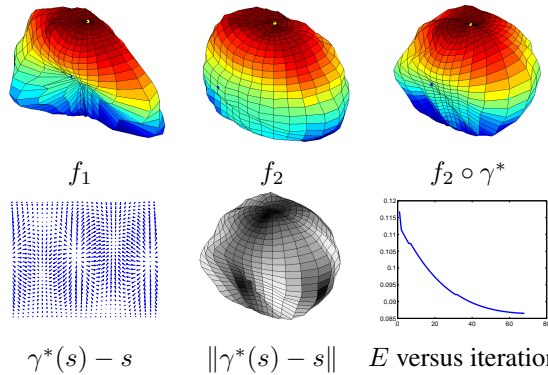 f₁ f₂ f₂ ∘ γ*
0.12
0.115
0.11
0.105
0.1
0.095
0.09
0.085
0 20 40 60 80
γ*(s) − s ‖γ*(s) − s‖ E versus iteration